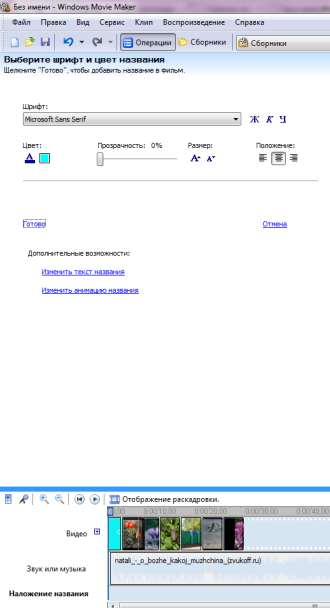 Без имени - Windows Movie Maker
Файл Правка Вид Сервис Клип Воспроизведение Справка
Операции Сборники Сборники
Выберите шрифт и цвет названия
Щелкните "Готово", чтобы добавить название в фильм.
Шрифт:
Microsoft Sans Serif Ж К Ч
Цвет: Прозрачность: 0% Размер: Положение:
Готово Отмена
Дополнительные возможности:
Изменить текст названия
Изменить анимацию названия
Отображение раскадровки.
0:00 0:00:10,00 0:00:20,00 0:00:30,00 0:00:40,00
Видео
Звук или музыка
natali_-_o_bozhe_kakoj_muzhchina_(zvukoff.ru)
Наложение названия